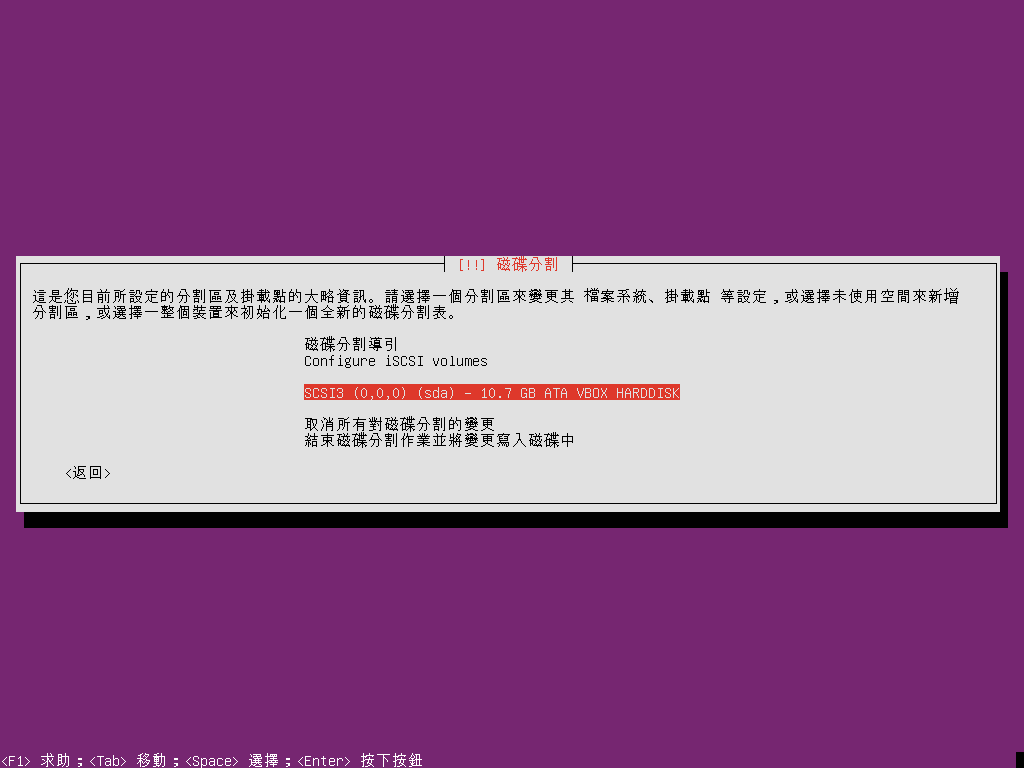 [!!] 磁碟分割
這是您目前所設定的分割區及掛載點的大略資訊。請選擇一個分割區來變更其 檔案系統、掛載點 等設定，或選擇未使用空間來新增
分割區，或選擇一整個裝置來初始化一個全新的磁碟分割表。
磁碟分割導引
Configure iSCSI volumes
SCSI3 (0,0,0) (sda) - 10.7 GB ATA VBOX HARDDISK
取消所有對磁碟分割的變更
結束磁碟分割作業並將變更寫入磁碟中
<返回>
<F1> 求助；<Tab> 移動；<Space> 選擇；<Enter> 按下按鈕